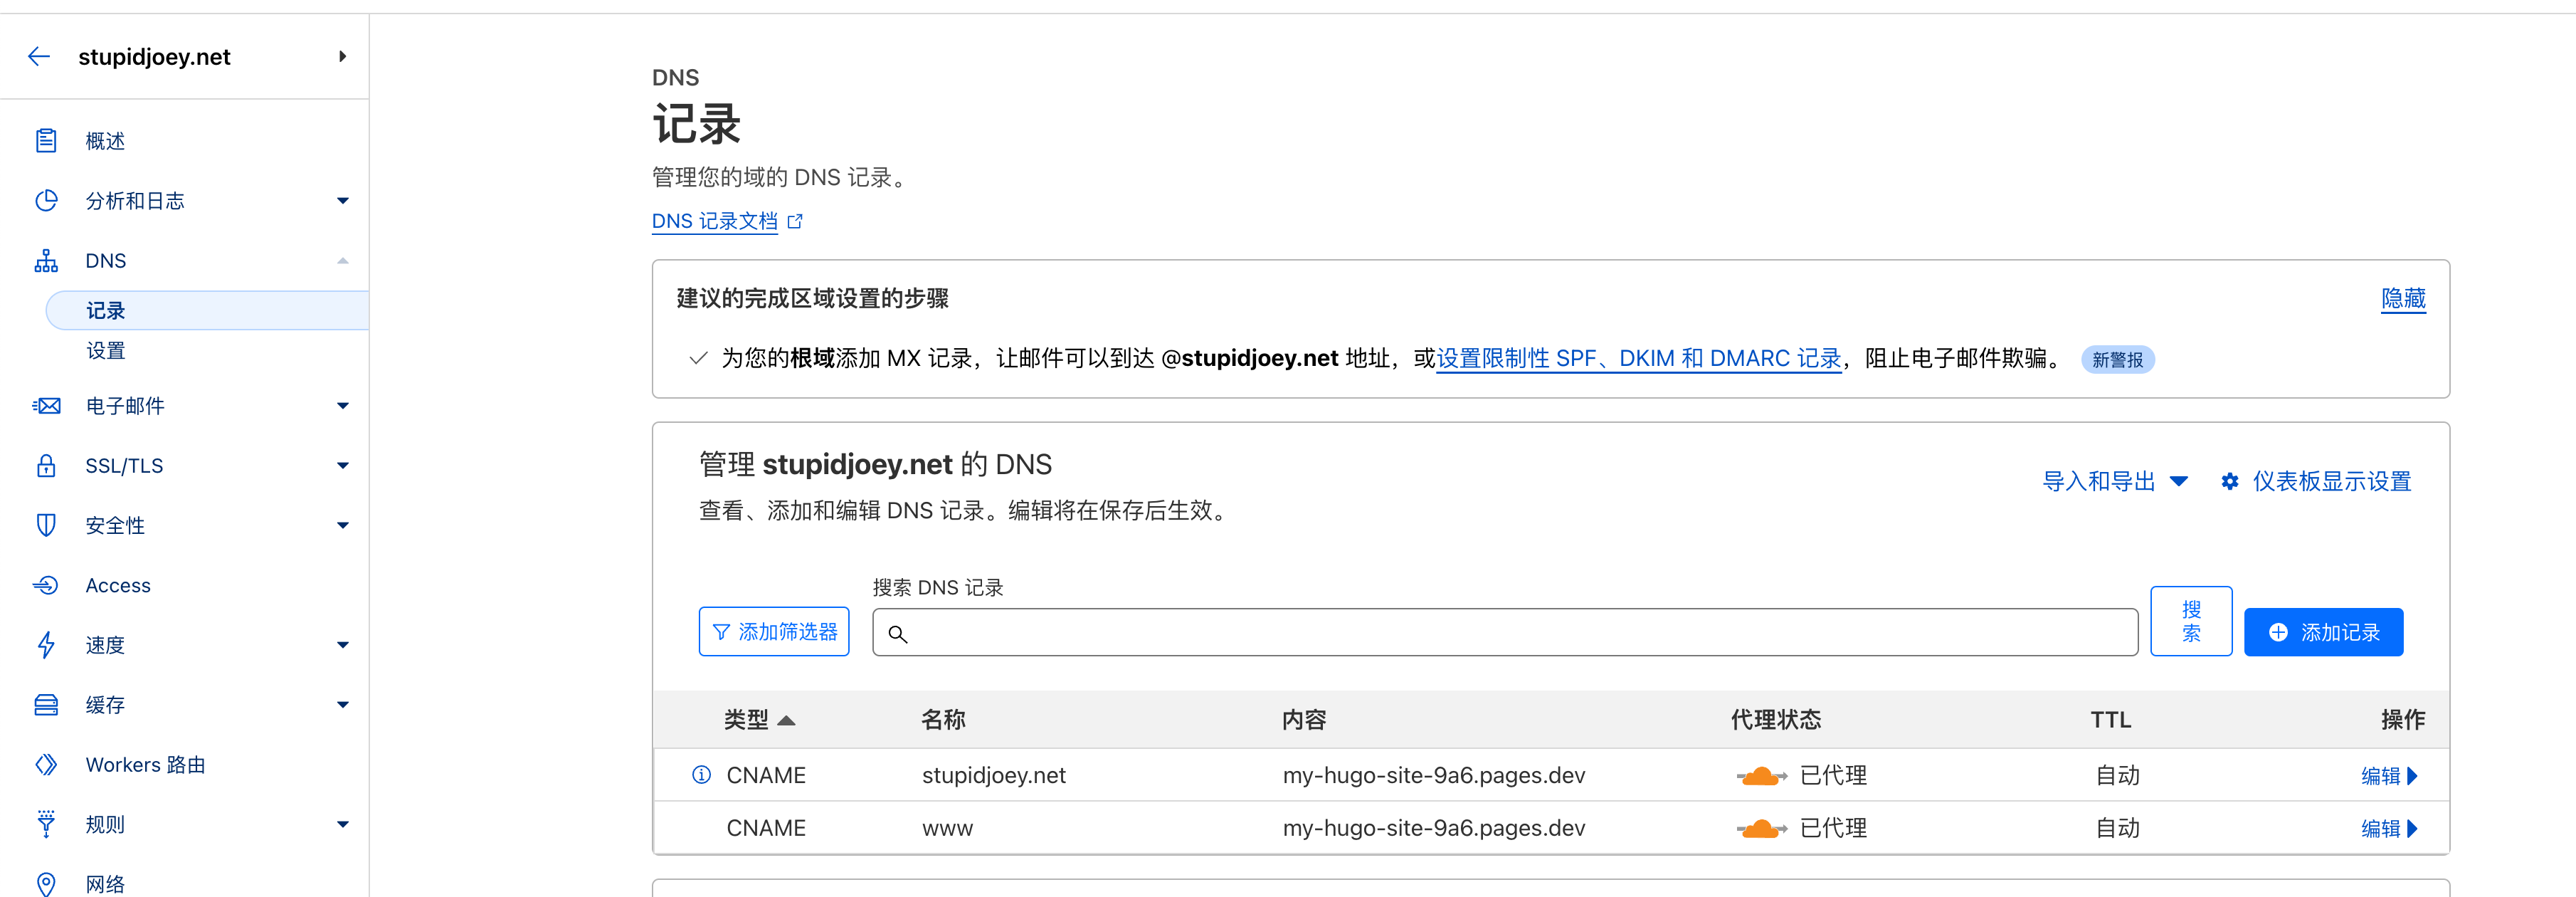 stupidjoey.net
概述
分析和日志
DNS
记录
设置
电子邮件
SSL/TLS
安全性
Access
速度
缓存
Workers 路由
规则
网络
DNS
记录
管理您的域的 DNS 记录。
DNS 记录文档
建议的完成区域设置的步骤
隐藏
为您的根域添加 MX 记录，让邮件可以到达 @stupidjoey.net 地址，或设置限制性 SPF、DKIM 和 DMARC 记录，阻止电子邮件欺骗。 新警报
管理 stupidjoey.net 的 DNS
查看、添加和编辑 DNS 记录。编辑将在保存后生效。
导入和导出 仪表板显示设置
搜索 DNS 记录
添加筛选器
搜
索
添加记录
类型 名称 内容 代理状态 TTL 操作
CNAME stupidjoey.net my-hugo-site-9a6.pages.dev 已代理 自动 编辑
CNAME www my-hugo-site-9a6.pages.dev 已代理 自动 编辑